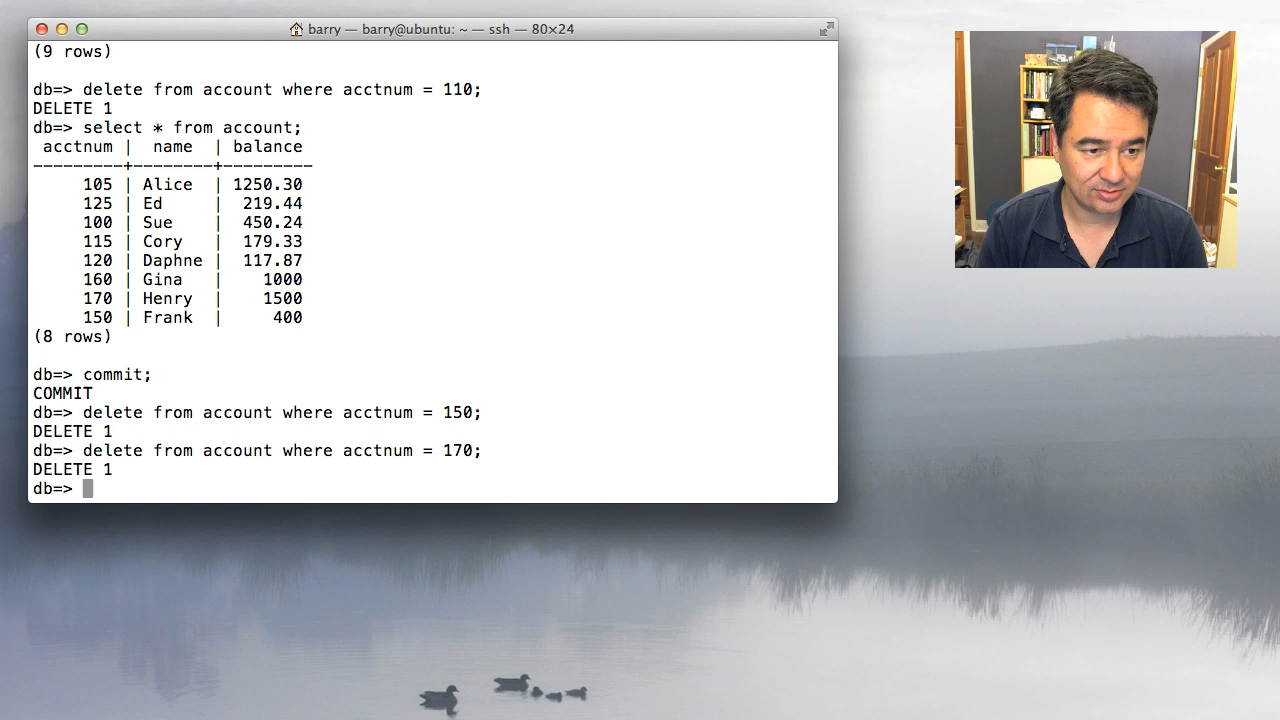 barry — barry@ubuntu: ~ — ssh — 80×24
(9 rows)
db=> delete from account where acctnum = 110;
DELETE 1
db=> select * from account;
 acctnum |  name  | balance
---------+--------+---------
     105 | Alice  | 1250.30
     125 | Ed     |  219.44
     100 | Sue    |  450.24
     115 | Cory   |  179.33
     120 | Daphne |  117.87
     160 | Gina   |    1000
     170 | Henry  |    1500
     150 | Frank  |     400
(8 rows)
db=> commit;
COMMIT
db=> delete from account where acctnum = 150;
DELETE 1
db=> delete from account where acctnum = 170;
DELETE 1
db=>